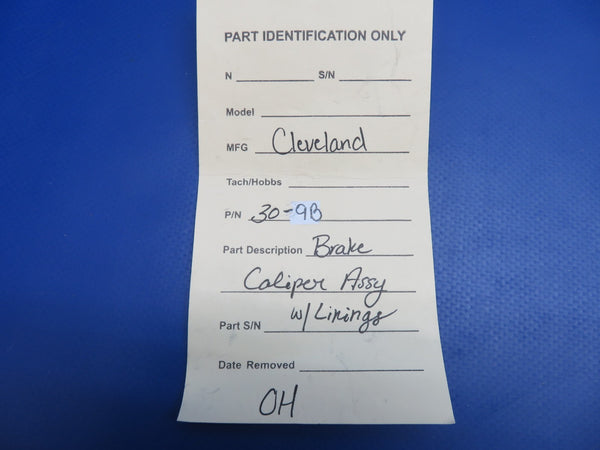 PART IDENTIFICATION ONLY
N S/N
Model
MFG Cleveland
Tach/Hobbs
P/N 30-9B
Part Description Brake
Caliper Assy
w/ Linings
Part S/N
Date Removed
OH